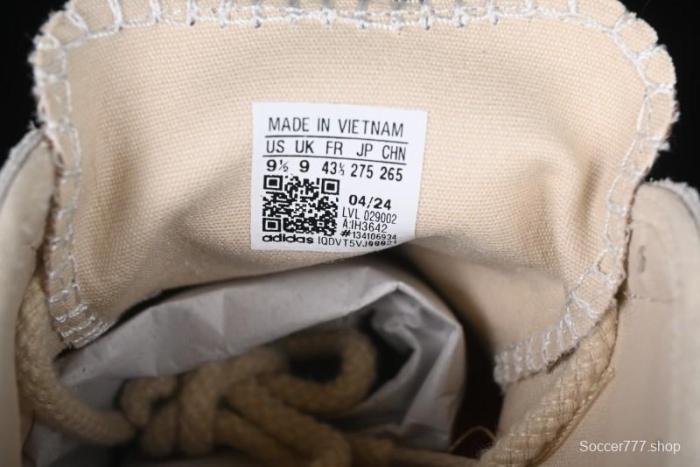 MADE IN VIETNAM
US UK FR JP CHN
9½ 9 43⅓ 275 265
04/24
LVL 029002
A:IH3642
#134106934
adidas
Soccer777.shop